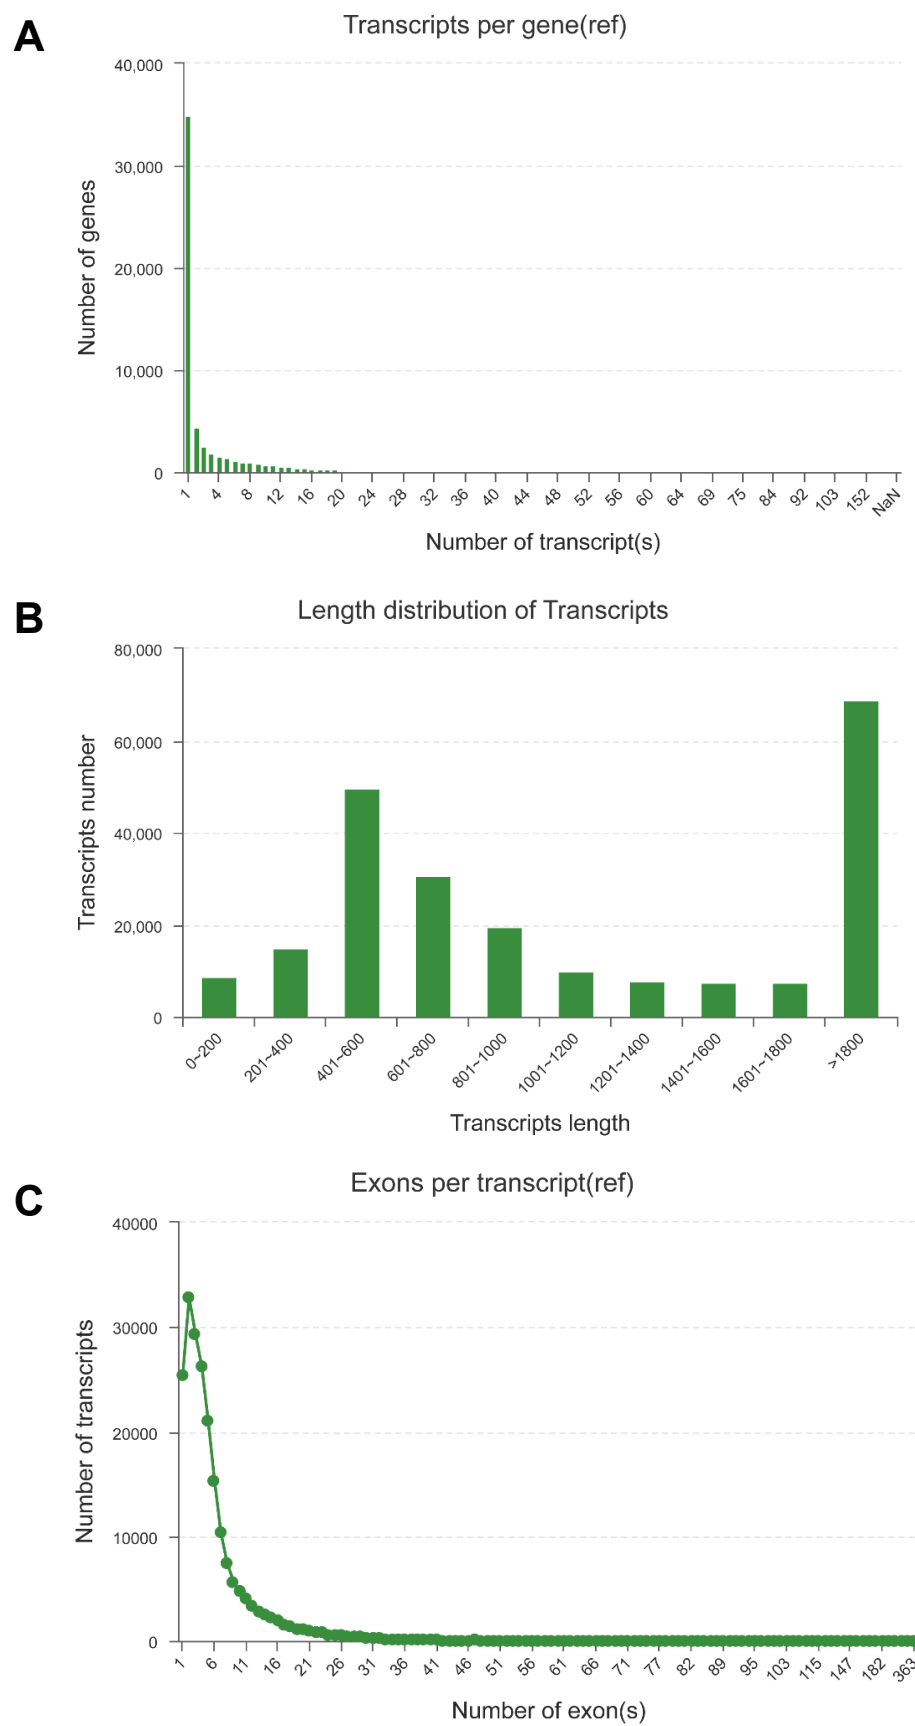 A
Transcripts per gene(ref)
40,000
30,000
20,000
10,000
0
Number of genes
1 4 8 12 16 20 24 28 32 36 40 44 48 52 56 60 64 69 75 84 92 103 152 NaN
Number of transcript(s)
B
Length distribution of Transcripts
80,000
60,000
40,000
20,000
0
Transcripts number
0~200 201~400 401~600 601~800 801~1000 1001~1200 1201~1400 1401~1600 1601~1800 >1800
Transcripts length
C
Exons per transcript(ref)
40000
30000
20000
10000
0
Number of transcripts
1 6 11 16 21 26 31 36 41 46 51 56 61 66 71 77 82 89 95 103 115 147 182 363
Number of exon(s)